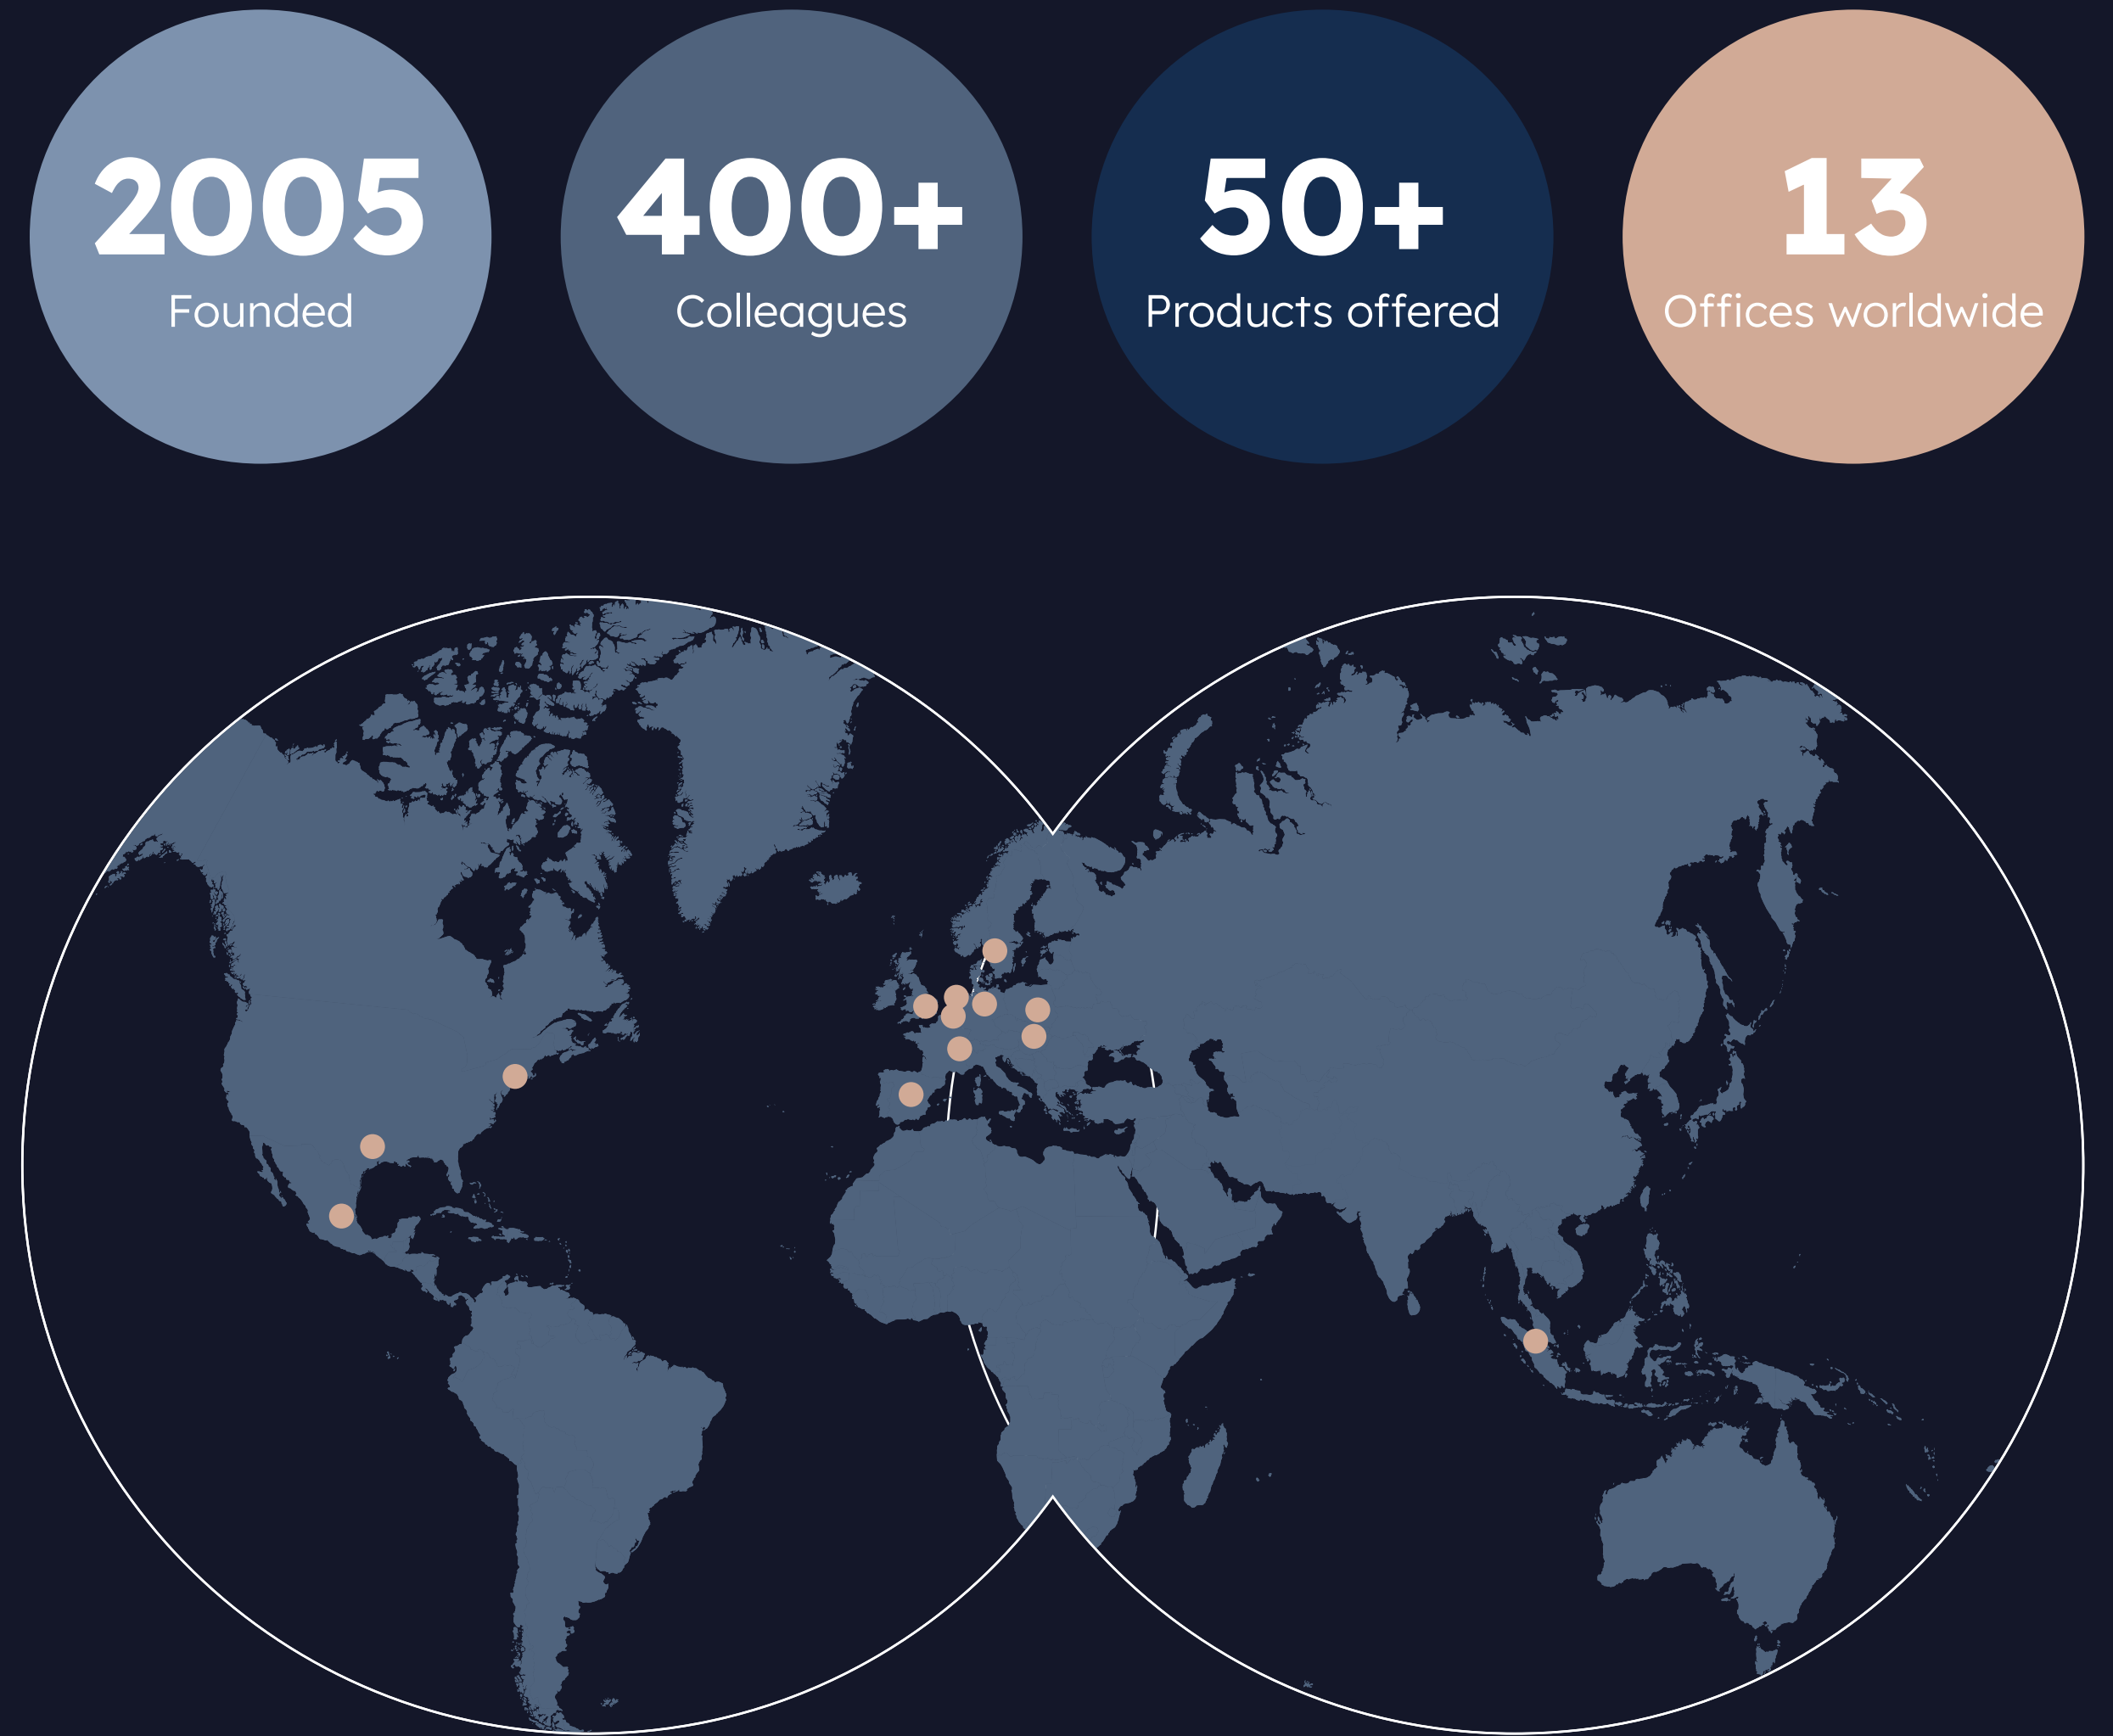 2005
Founded
400+
Colleagues
50+
Products offered
13
Offices worldwide